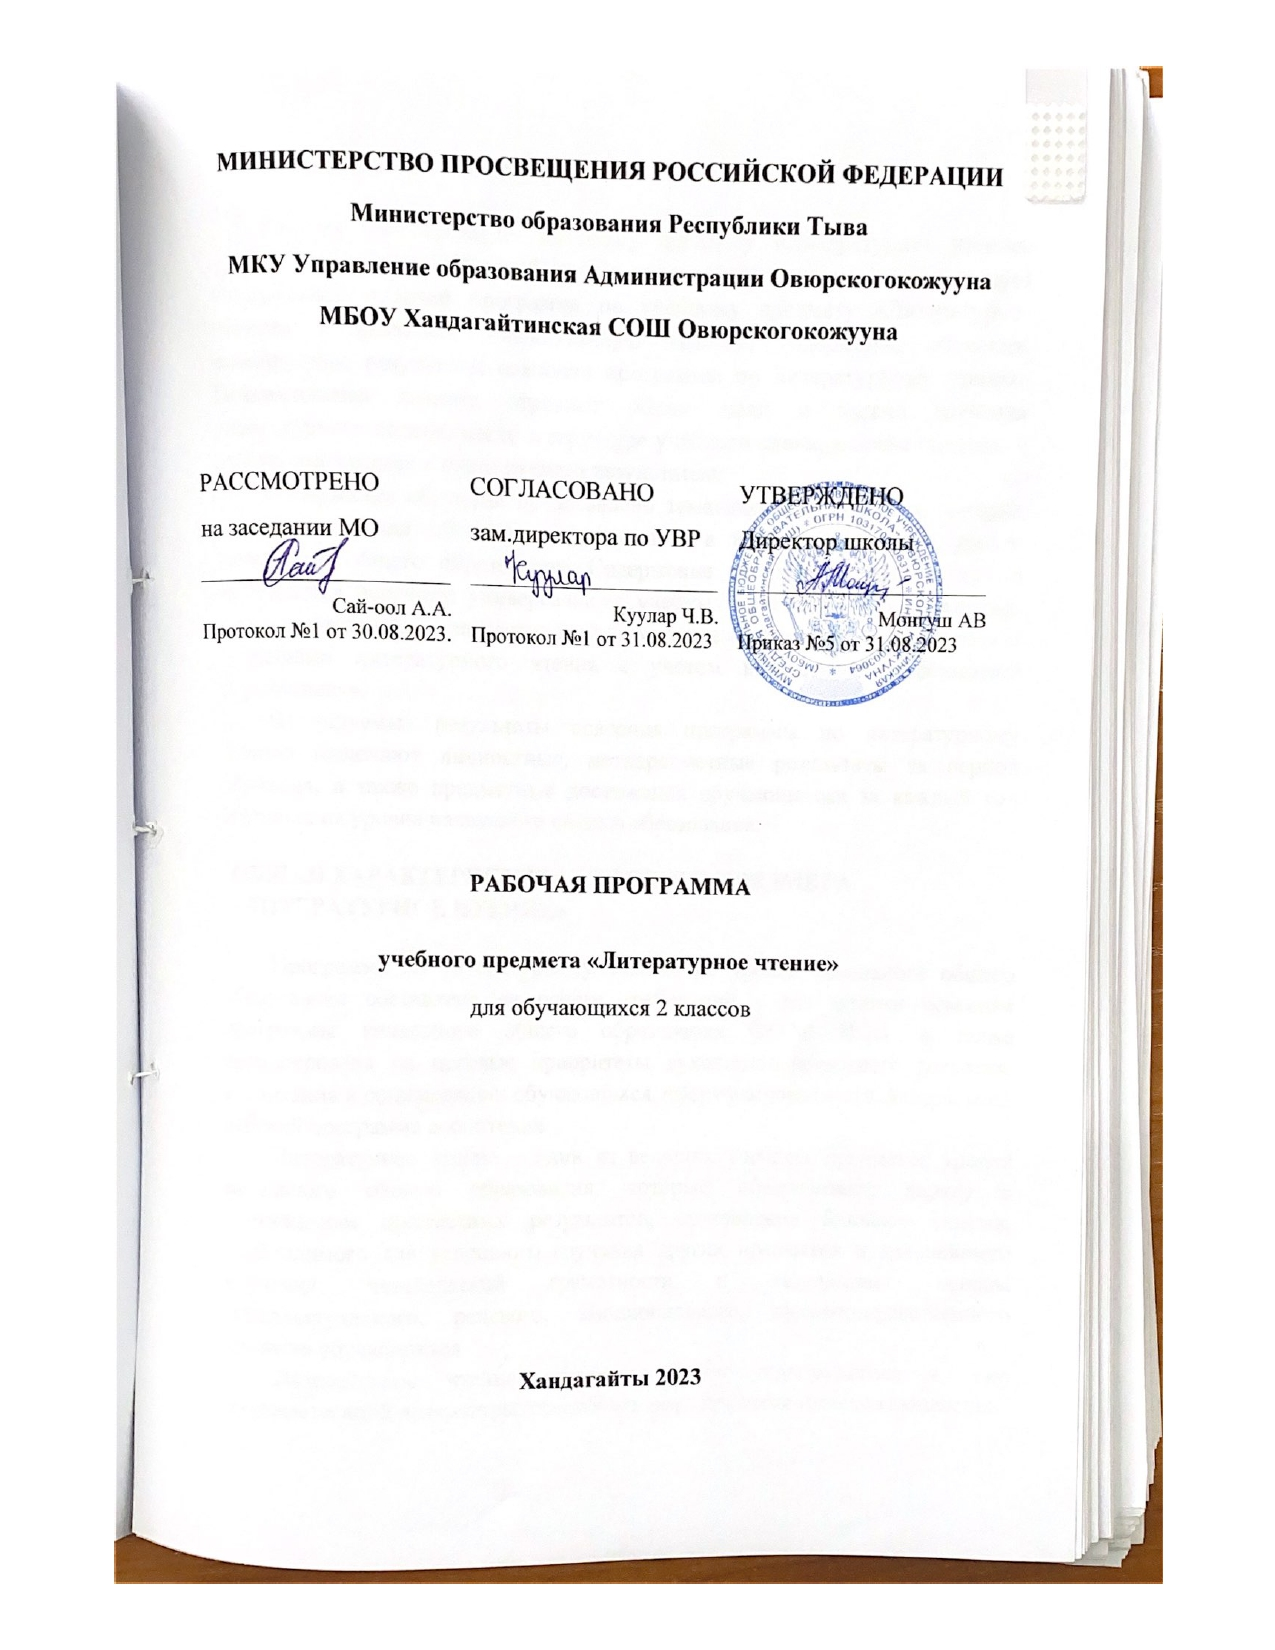 МИНИСТЕРСТВО ПРОСВЕЩЕНИЯ РОССИЙСКОЙ ФЕДЕРАЦИИ
Министерство образования Республики Тыва
МКУ Управление образования Администрации Овюрскогокожууна
МБОУ Хандагайтинская СОШ Овюрскогокожууна
РАССМОТРЕНО
на заседании МО
Сай-оол А.А.
Протокол №1 от 30.08.2023.
СОГЛАСОВАНО
зам.директора по УВР
Куулар
Куулар Ч.В.
Протокол №1 от 31.08.2023
УТВЕРЖДЕНО
Директор школы
Монгуш АВ
Приказ №5 от 31.08.2023
РАБОЧАЯ ПРОГРАММА
учебного предмета «Литературное чтение»
для обучающихся 2 классов
Хандагайты 2023